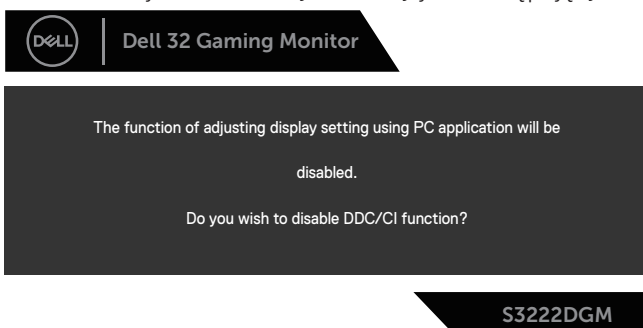 DELL
Dell 32 Gaming Monitor
The function of adjusting display setting using PC application will be
disabled.
Do you wish to disable DDC/CI function?
S3222DGM